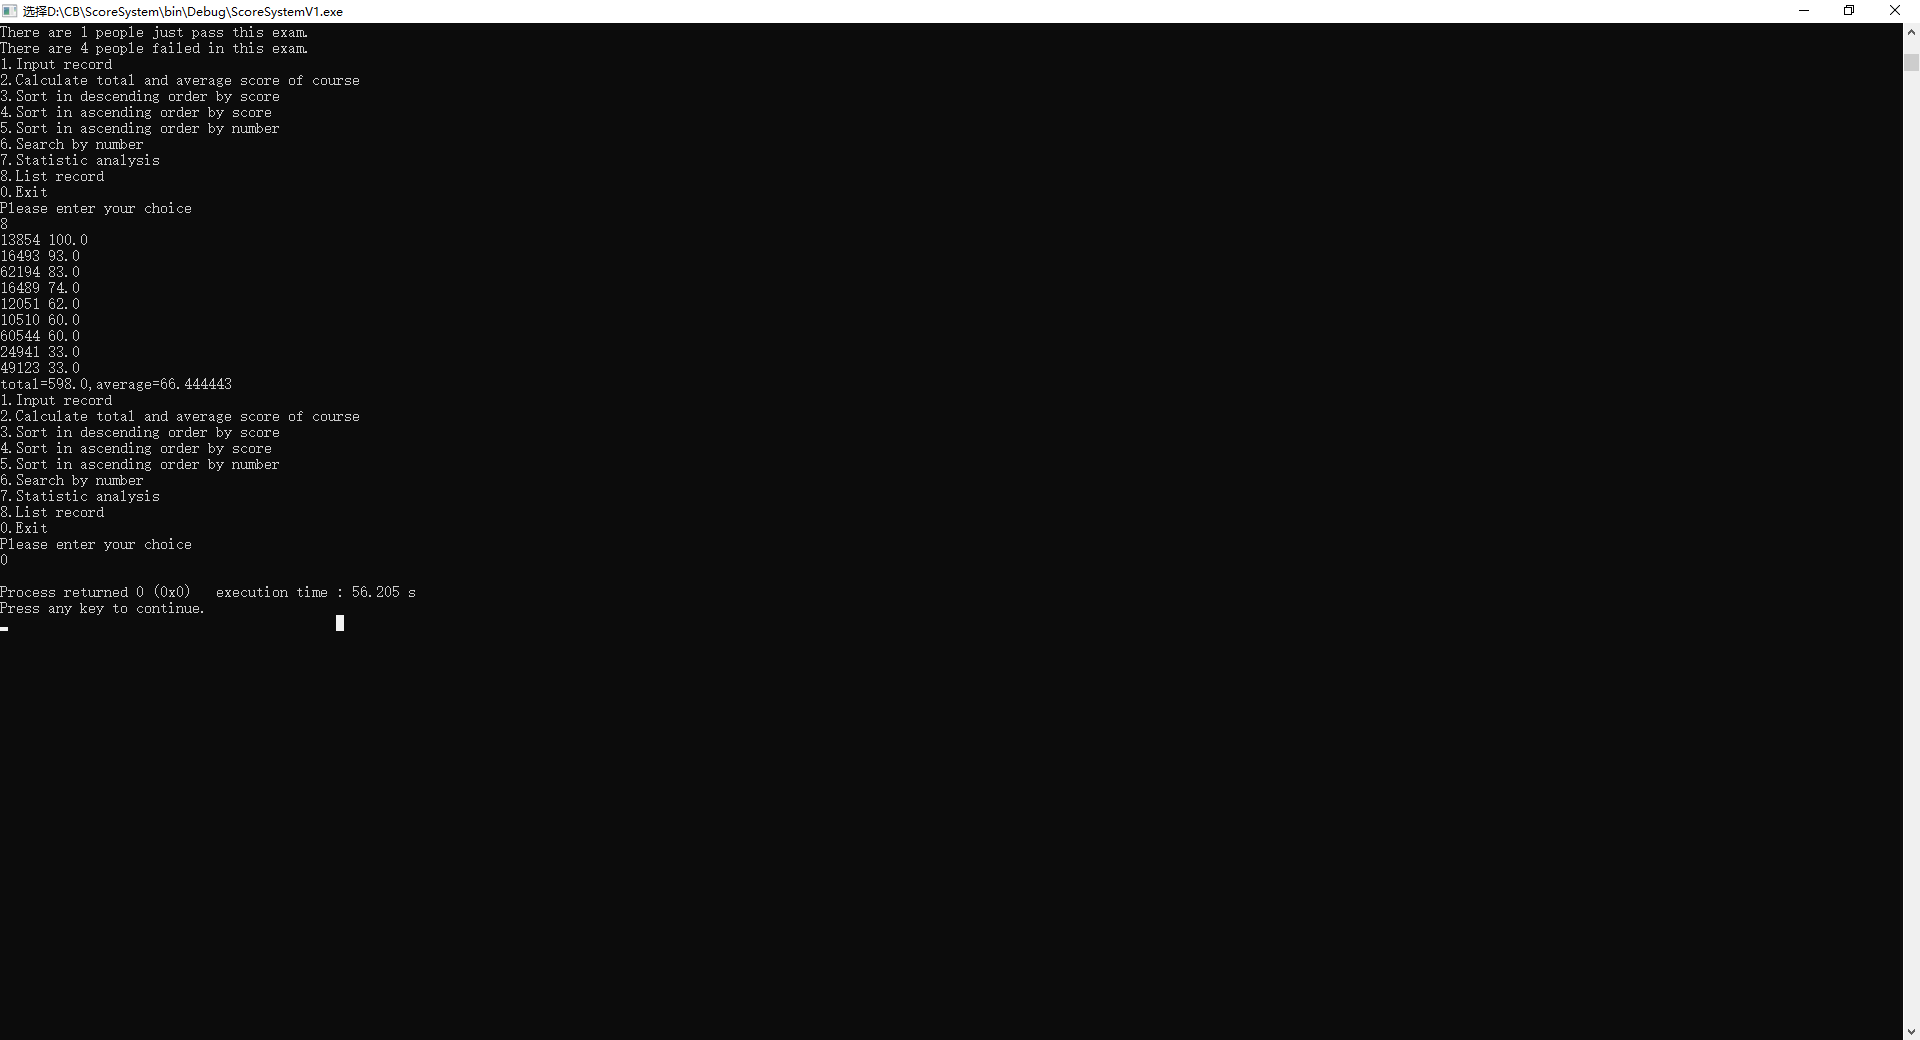 选择D:\CB\ScoreSystem\bin\Debug\ScoreSystemV1.exe
There are 1 people just pass this exam.
There are 4 people failed in this exam.
1.Input record
2.Calculate total and average score of course
3.Sort in descending order by score
4.Sort in ascending order by score
5.Sort in ascending order by number
6.Search by number
7.Statistic analysis
8.List record
0.Exit
Please enter your choice
8
13854 100.0
16493 93.0
62194 83.0
16489 74.0
12051 62.0
10510 60.0
60544 60.0
24941 33.0
49123 33.0
total=598.0,average=66.444443
1.Input record
2.Calculate total and average score of course
3.Sort in descending order by score
4.Sort in ascending order by score
5.Sort in ascending order by number
6.Search by number
7.Statistic analysis
8.List record
0.Exit
Please enter your choice
0
Process returned 0 (0x0)   execution time : 56.205 s
Press any key to continue.